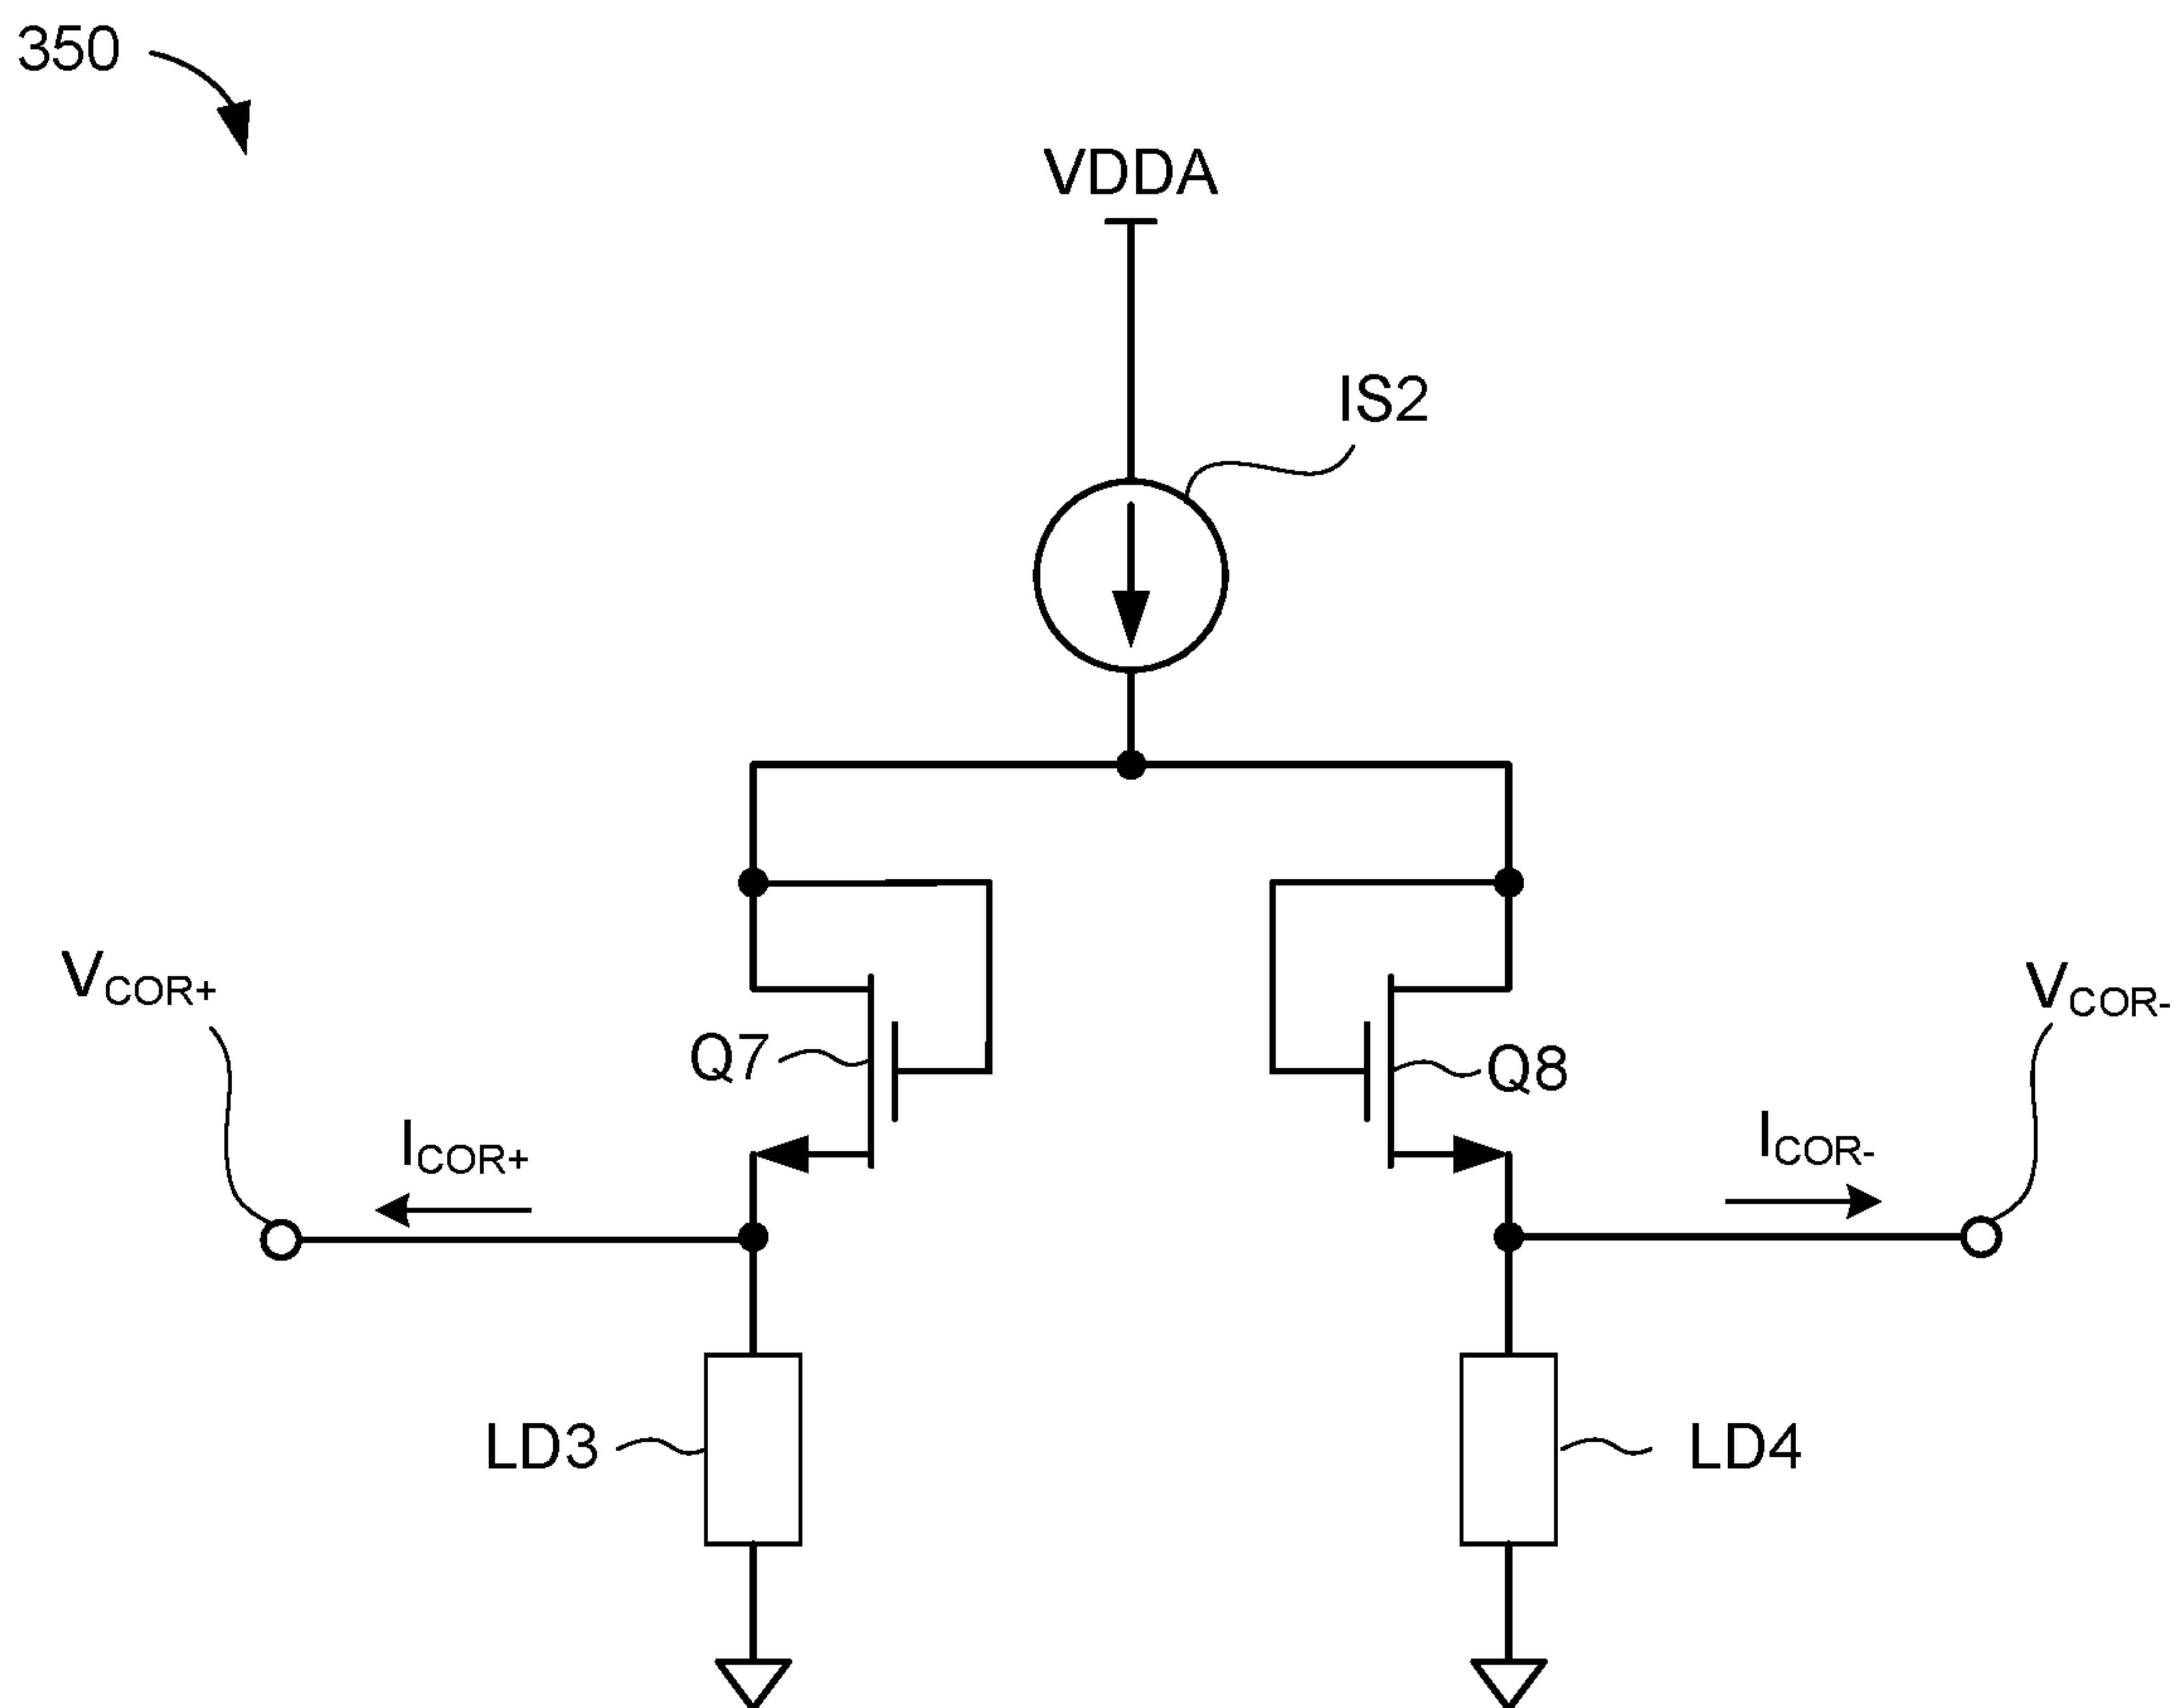 350
VDDA
IS2
VCOR+
VCOR-
Q7
Q8
ICOR+
ICOR-
LD3
LD4